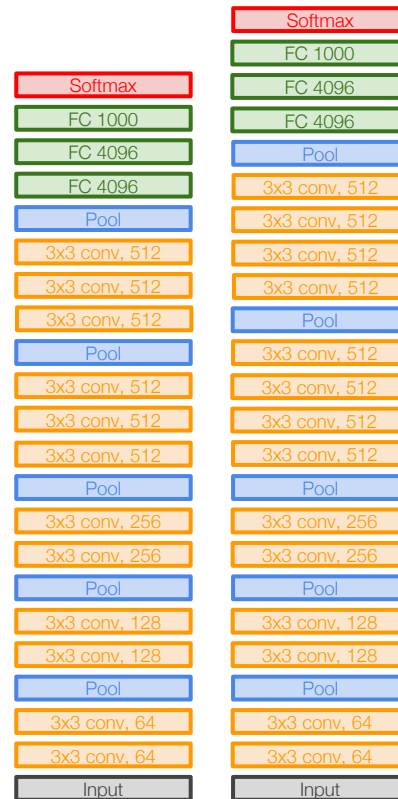 Softmax
FC 1000
FC 4096
FC 4096
Pool
3x3 conv, 512
3x3 conv, 512
3x3 conv, 512
Pool
3x3 conv, 512
3x3 conv, 512
3x3 conv, 512
Pool
3x3 conv, 256
3x3 conv, 256
Pool
3x3 conv, 128
3x3 conv, 128
Pool
3x3 conv, 64
3x3 conv, 64
Input
Softmax
FC 1000
FC 4096
FC 4096
Pool
3x3 conv, 512
3x3 conv, 512
3x3 conv, 512
3x3 conv, 512
Pool
3x3 conv, 512
3x3 conv, 512
3x3 conv, 512
3x3 conv, 512
Pool
3x3 conv, 256
3x3 conv, 256
Pool
3x3 conv, 128
3x3 conv, 128
Pool
3x3 conv, 64
3x3 conv, 64
Input